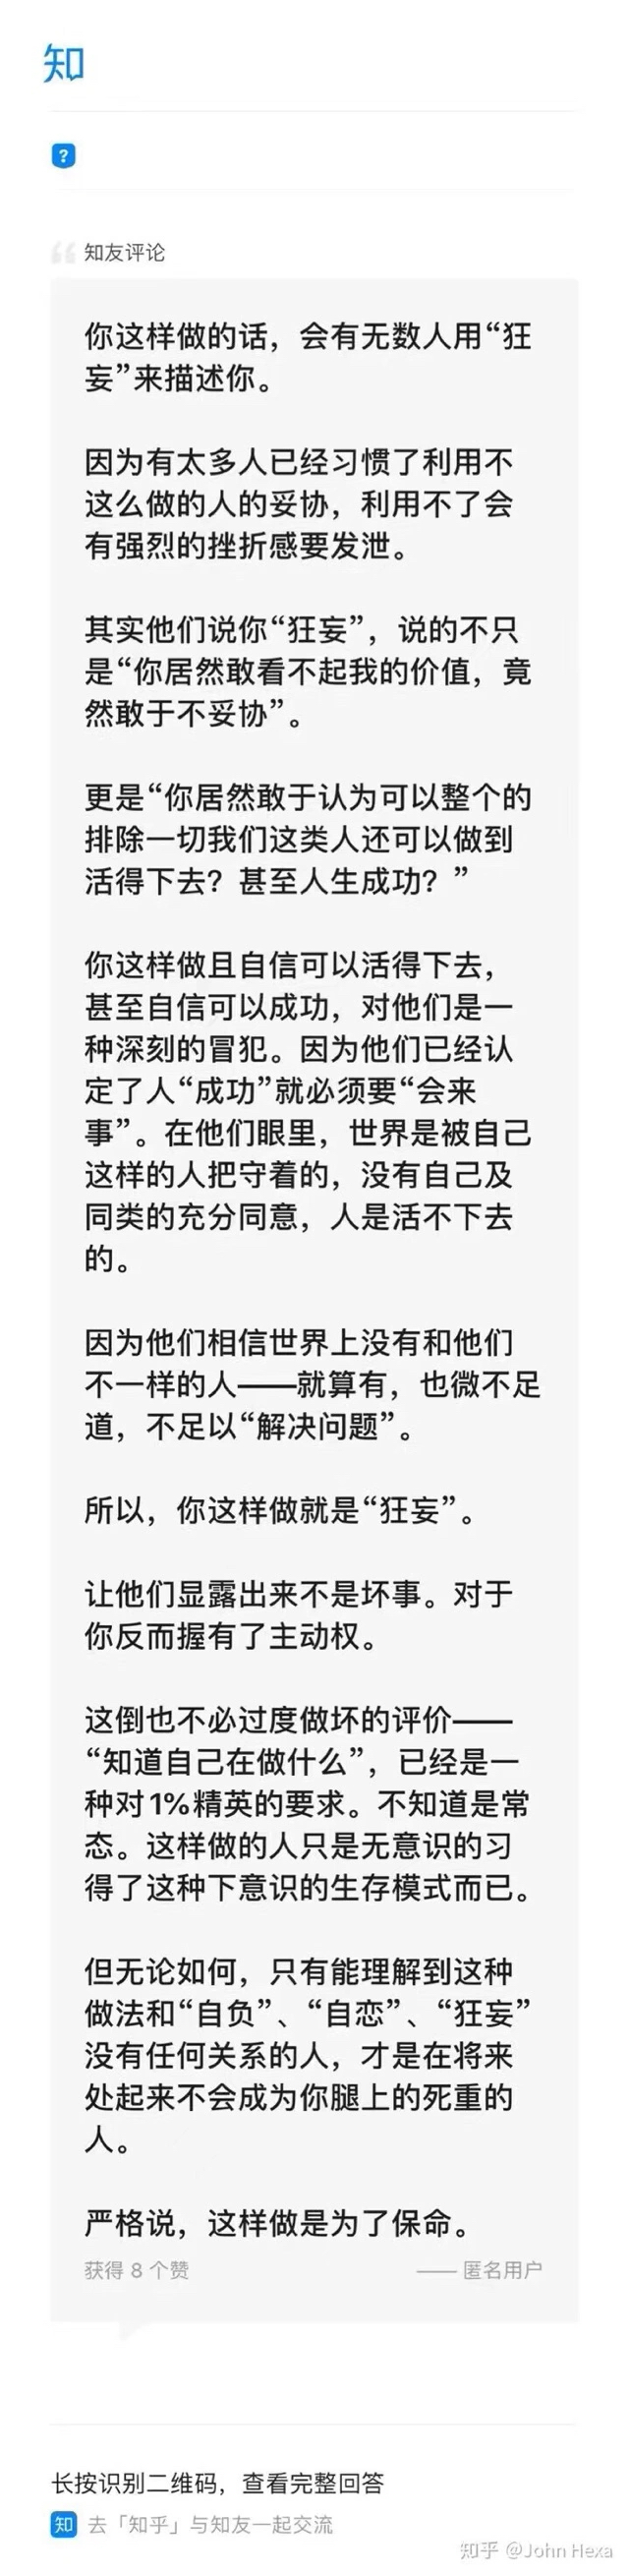 知
?
知友评论
你这样做的话，会有无数人用“狂
妄”来描述你。
因为有太多人已经习惯了利用不
这么做的人的妥协，利用不了会
有强烈的挫折感要发泄。
其实他们说你“狂妄”，说的不只
是“你居然敢看不起我的价值，竟
然敢于不妥协”。
更是“你居然敢于认为可以整个的
排除一切我们这类人还可以做到
活得下去？甚至人生成功？”
你这样做且自信可以活得下去，
甚至自信可以成功，对他们是一
种深刻的冒犯。因为他们已经认
定了人“成功”就必须要“会来
事”。在他们眼里，世界是被自己
这样的人把守着的，没有自己及
同类的充分同意，人是活不下去
的。
因为他们相信世界上没有和他们
不一样的人——就算有，也微不足
道，不足以“解决问题”。
所以，你这样做就是“狂妄”。
让他们显露出来不是坏事。对于
你反而握有了主动权。
这倒也不必过度做坏的评价——
“知道自己在做什么”，已经是一
种对1%精英的要求。不知道是常
态。这样做的人只是无意识的习
得了这种下意识的生存模式而已。
但无论如何，只有能理解到这种
做法和“自负”、“自恋”、“狂妄”
没有任何关系的人，才是在将来
处起来不会成为你腿上的死重的
人。
严格说，这样做是为了保命。
获得 8 个赞 —— 匿名用户
长按识别二维码，查看完整回答
知 去「知乎」与知友一起交流
知乎 @John Hexa